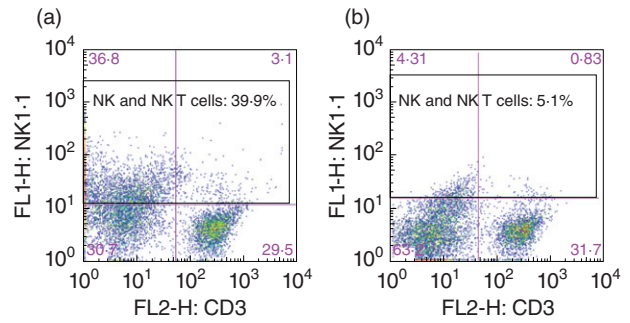 (a)
(b)
36·8
3·1
NK and NK T cells: 39·9%
29·5
FL1-H: NK1·1
10⁴
10³
10²
10¹
10⁰
10⁰ 10¹ 10² 10³ 10⁴
FL2-H: CD3
4·31
0·83
NK and NK T cells: 5·1%
31·7
FL1-H: NK1·1
10⁴
10³
10²
10¹
10⁰
10⁰ 10¹ 10² 10³ 10⁴
FL2-H: CD3